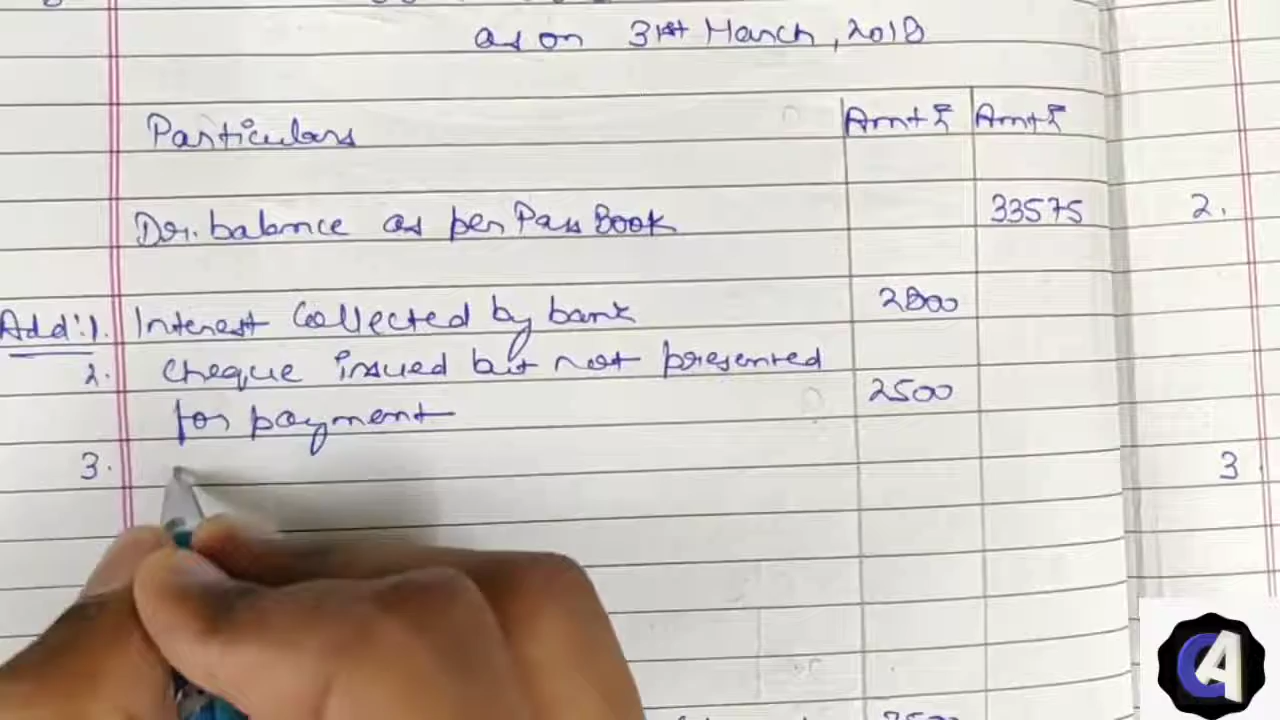 as on 31st March, 2018
Particulars Amt ₹ Amt ₹
Dr. balance as per Pass Book 33575 2.
Add:1. Interest Collected by bank 2800
2. Cheque issued but not presented
for payment 2500
3. 3
CA